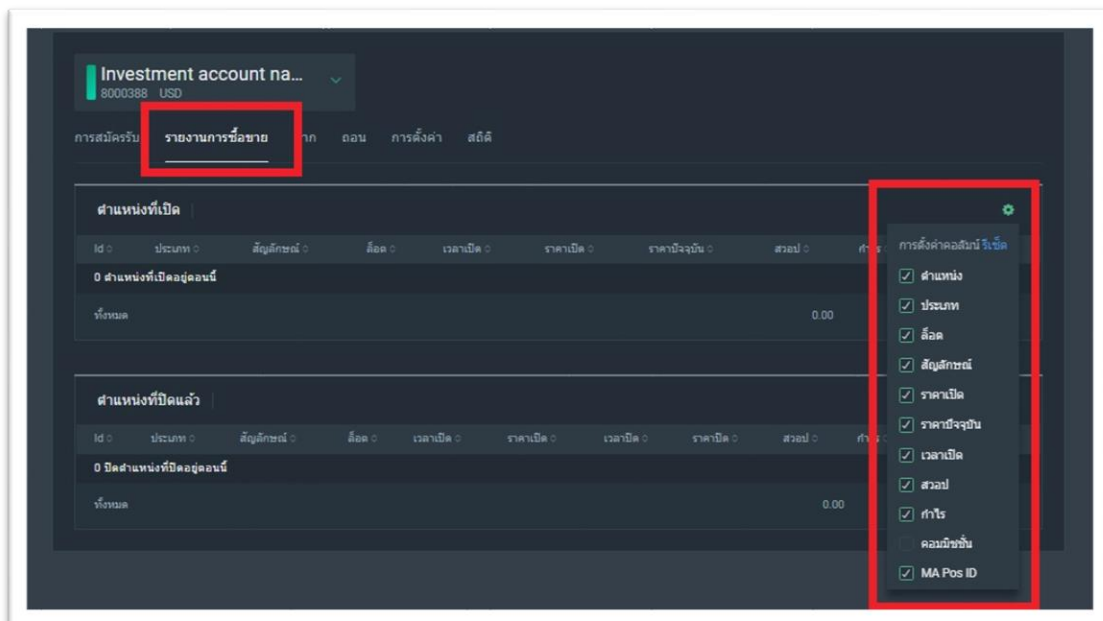 Investment account na...
8000388 USD
การสมัครรับ รายงานการซื้อขาย าก ถอน การตั้งค่า สถิติ
ตำแหน่งที่เปิด
Id ประเภท สัญลักษณ์ ล็อต เวลาเปิด ราคาเปิด ราคาปัจจุบัน สวอป
0 ตำแหน่งที่เปิดอยู่ตอนนี้
ทั้งหมด 0.00
ตำแหน่งที่ปิดแล้ว
Id ประเภท สัญลักษณ์ ล็อต เวลาเปิด ราคาเปิด เวลาปิด ราคาปิด สวอป
0 ปิดตำแหน่งที่ปิดอยู่ตอนนี้
ทั้งหมด 0.00
การตั้งค่าคอลัมน์ รีเซ็ต
ตำแหน่ง
ประเภท
ล็อต
สัญลักษณ์
ราคาเปิด
ราคาปัจจุบัน
เวลาเปิด
สวอป
กำไร
คอมมิชชั่น
MA Pos ID